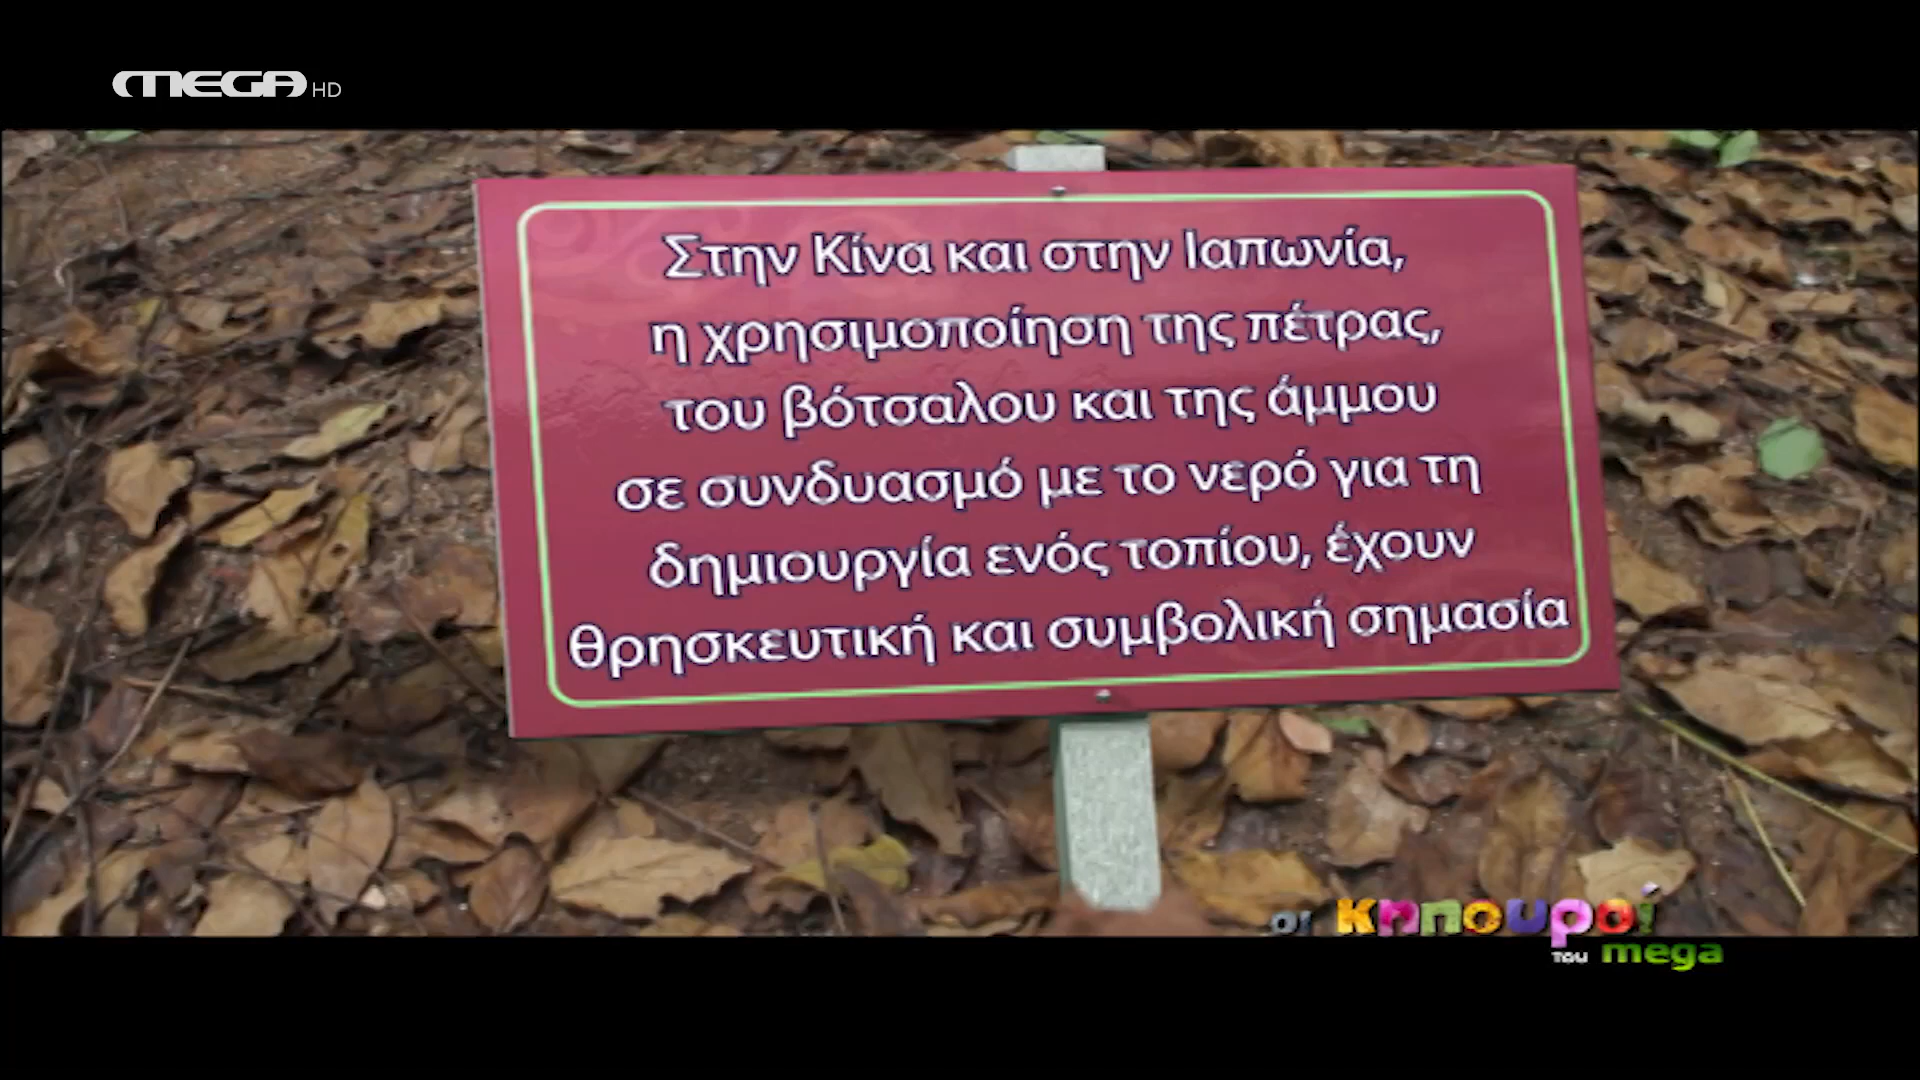 MEGA HD
Στην Κίνα και στην Ιαπωνία,
η χρησιμοποίηση της πέτρας,
του βότσαλου και της άμμου
σε συνδυασμό με το νερό για τη
δημιουργία ενός τοπίου, έχουν
θρησκευτική και συμβολική σημασία
οι κηπουροί
του mega